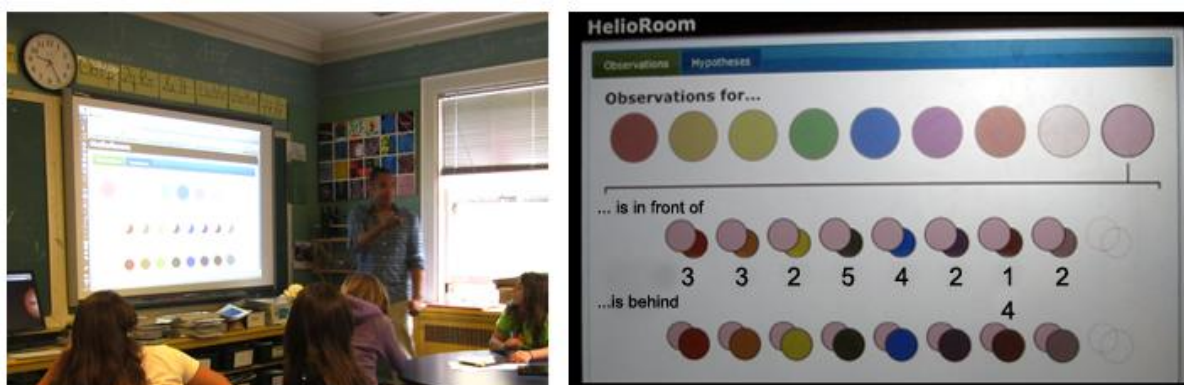 HelioRoom
HelioRoom
Observations Hypotheses
Observations for...
... is in front of
3 3 2 5 4 2 1 2
...is behind
4